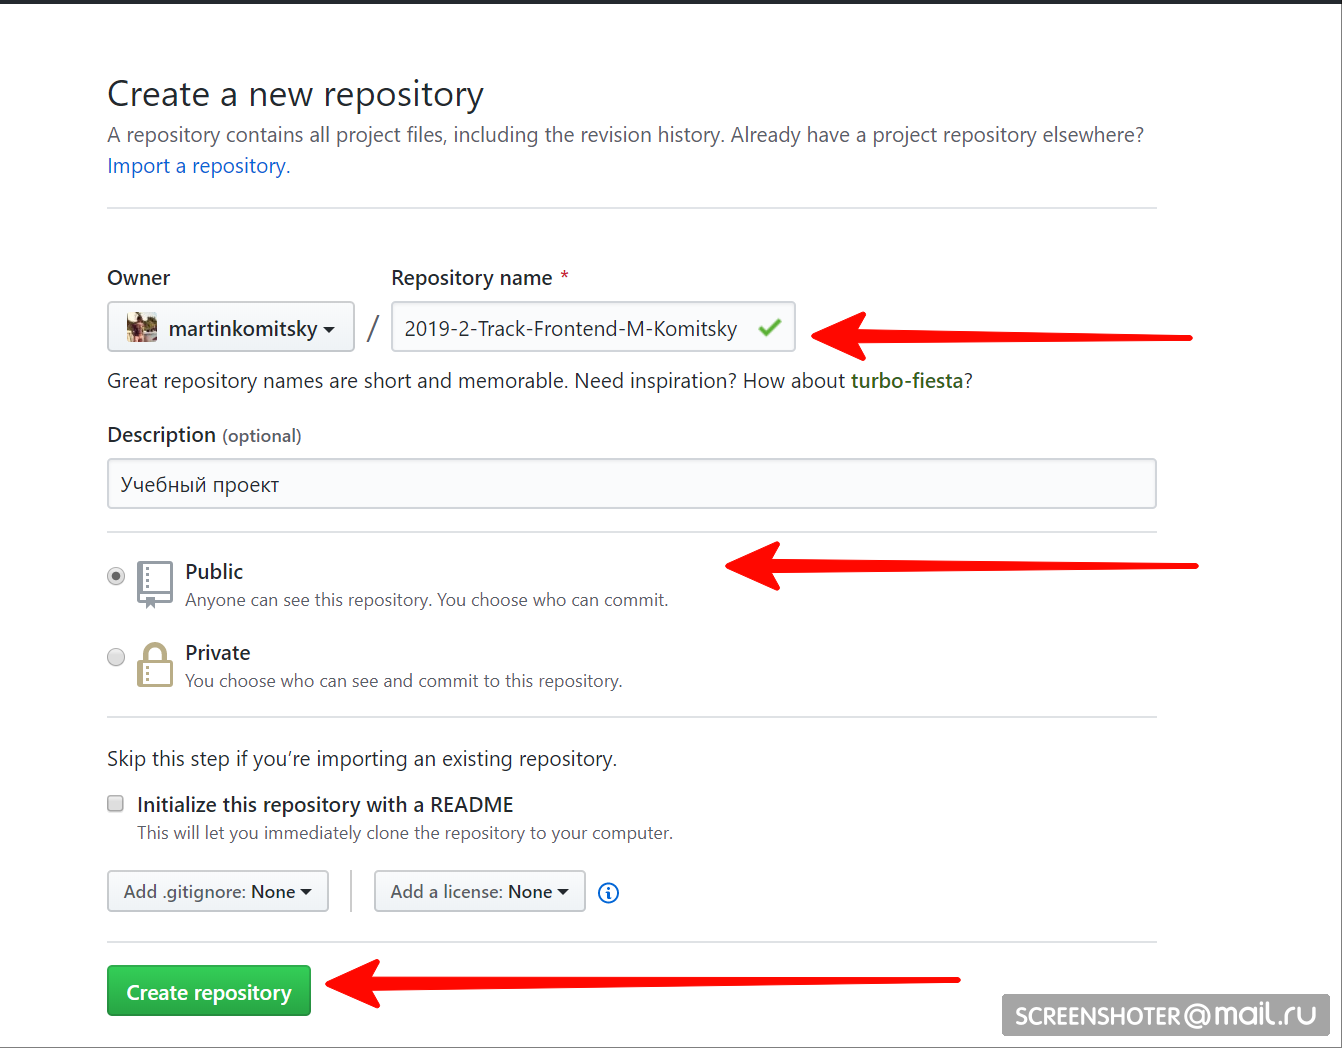 Create a new repository
A repository contains all project files, including the revision history. Already have a project repository elsewhere?
Import a repository.
Owner
Repository name *
martinkomitsky / 2019-2-Track-Frontend-M-Komitsky
Great repository names are short and memorable. Need inspiration? How about turbo-fiesta?
Description (optional)
Учебный проект
Public
Anyone can see this repository. You choose who can commit.
Private
You choose who can see and commit to this repository.
Skip this step if you’re importing an existing repository.
Initialize this repository with a README
This will let you immediately clone the repository to your computer.
Add .gitignore: None
Add a license: None
Create repository
SCREENSHOTER@mail.ru